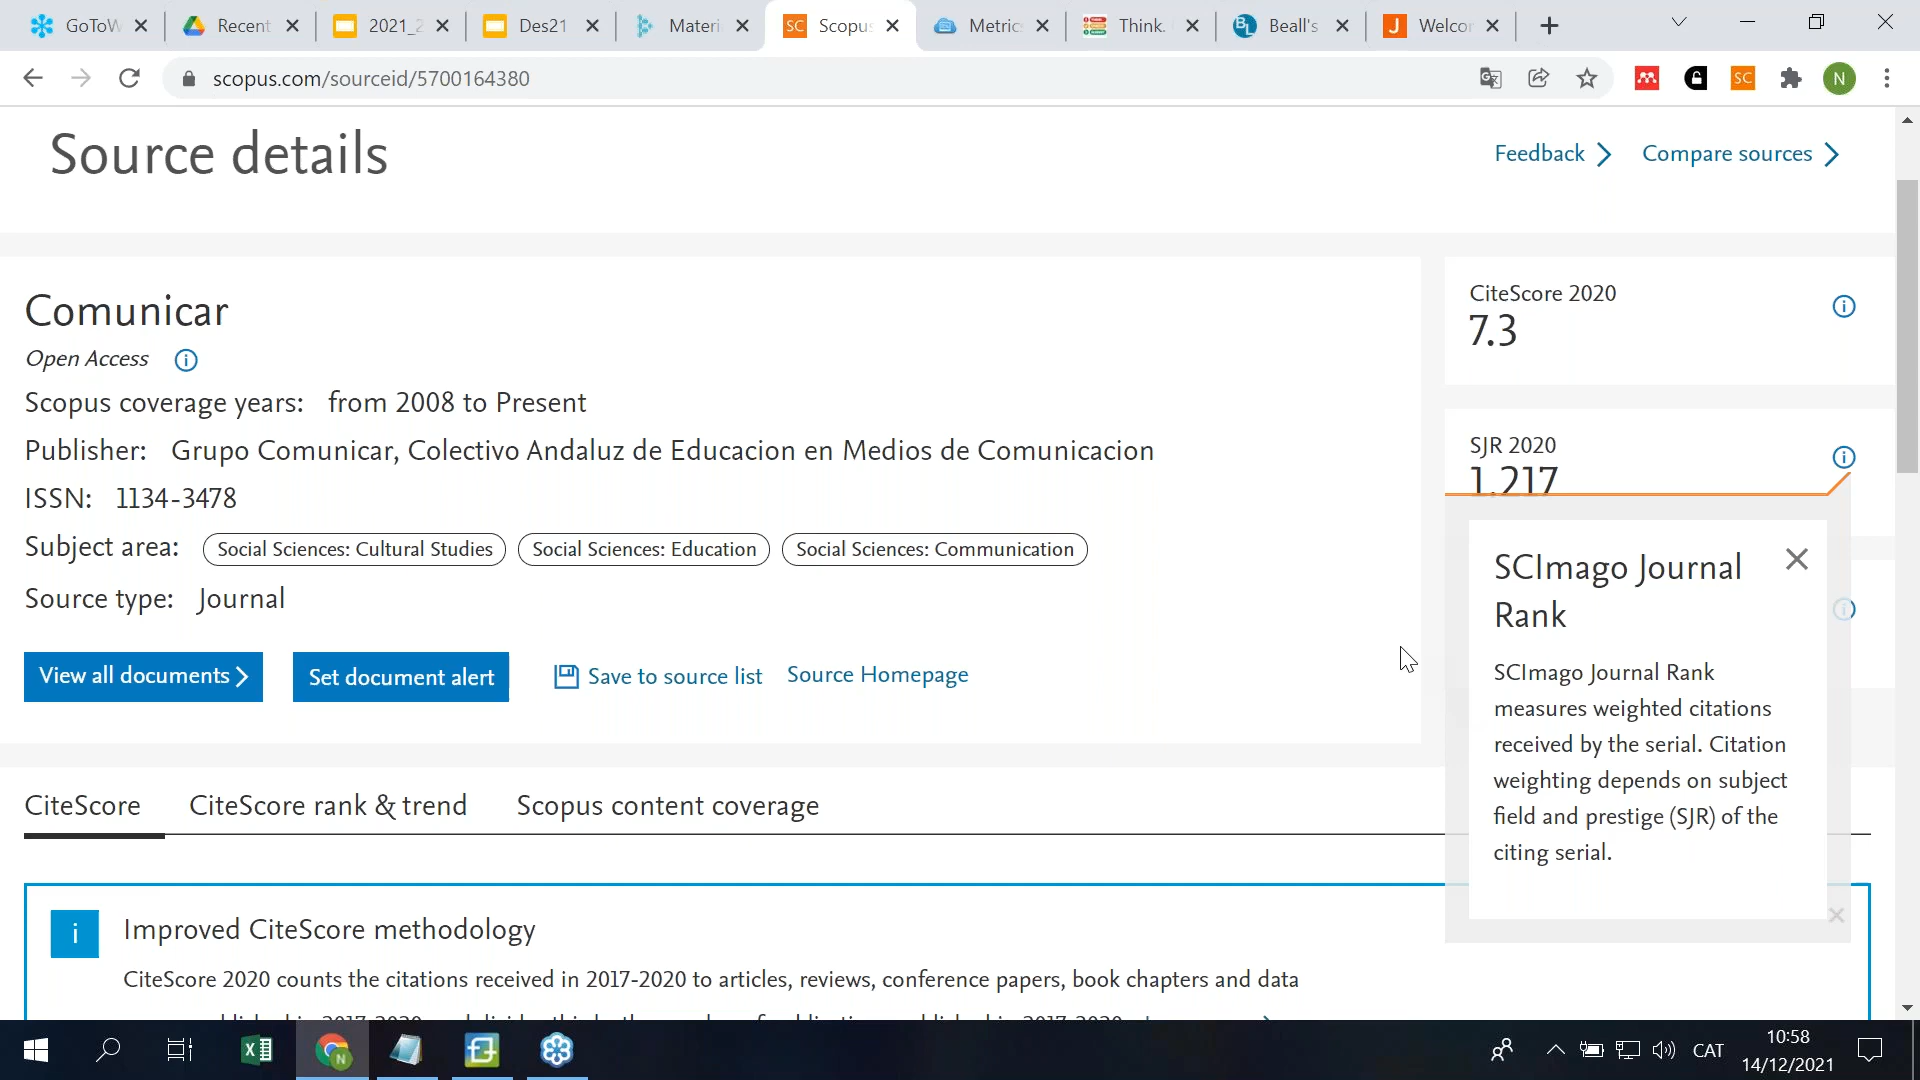 GoToW
Recent
2021_2
Des21
Materi
SC Scopus
Metric
Think.
BL Beall's
J Welco
scopus.com/sourceid/5700164380
SC
N
Source details
Feedback
Compare sources
Comunicar
Open Access
Scopus coverage years: from 2008 to Present
Publisher: Grupo Comunicar, Colectivo Andaluz de Educacion en Medios de Comunicacion
ISSN: 1134-3478
Subject area: Social Sciences: Cultural Studies Social Sciences: Education Social Sciences: Communication
Source type: Journal
View all documents
Set document alert
Save to source list
Source Homepage
CiteScore 2020
7.3
SJR 2020
1.217
SCImago Journal
Rank
SCImago Journal Rank
measures weighted citations
received by the serial. Citation
weighting depends on subject
field and prestige (SJR) of the
citing serial.
CiteScore
CiteScore rank & trend
Scopus content coverage
Improved CiteScore methodology
CiteScore 2020 counts the citations received in 2017-2020 to articles, reviews, conference papers, book chapters and data
CAT
10:58
14/12/2021